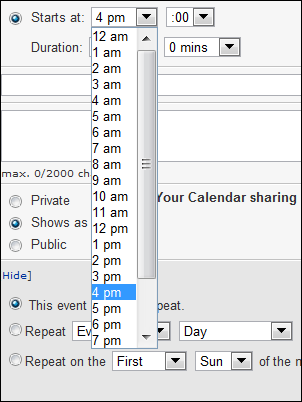 Starts at: 4 pm :00
Duration: 0 mins
12 am
1 am
2 am
3 am
4 am
5 am
6 am
7 am
8 am
9 am
10 am
11 am
12 pm
1 pm
2 pm
3 pm
4 pm
5 pm
6 pm
7 pm
max. 0/2000 ch
Private
Your Calendar sharing
Shows as
Public
Hide]
This event peat.
Repeat Ev Day
Repeat on the First Sun of the m